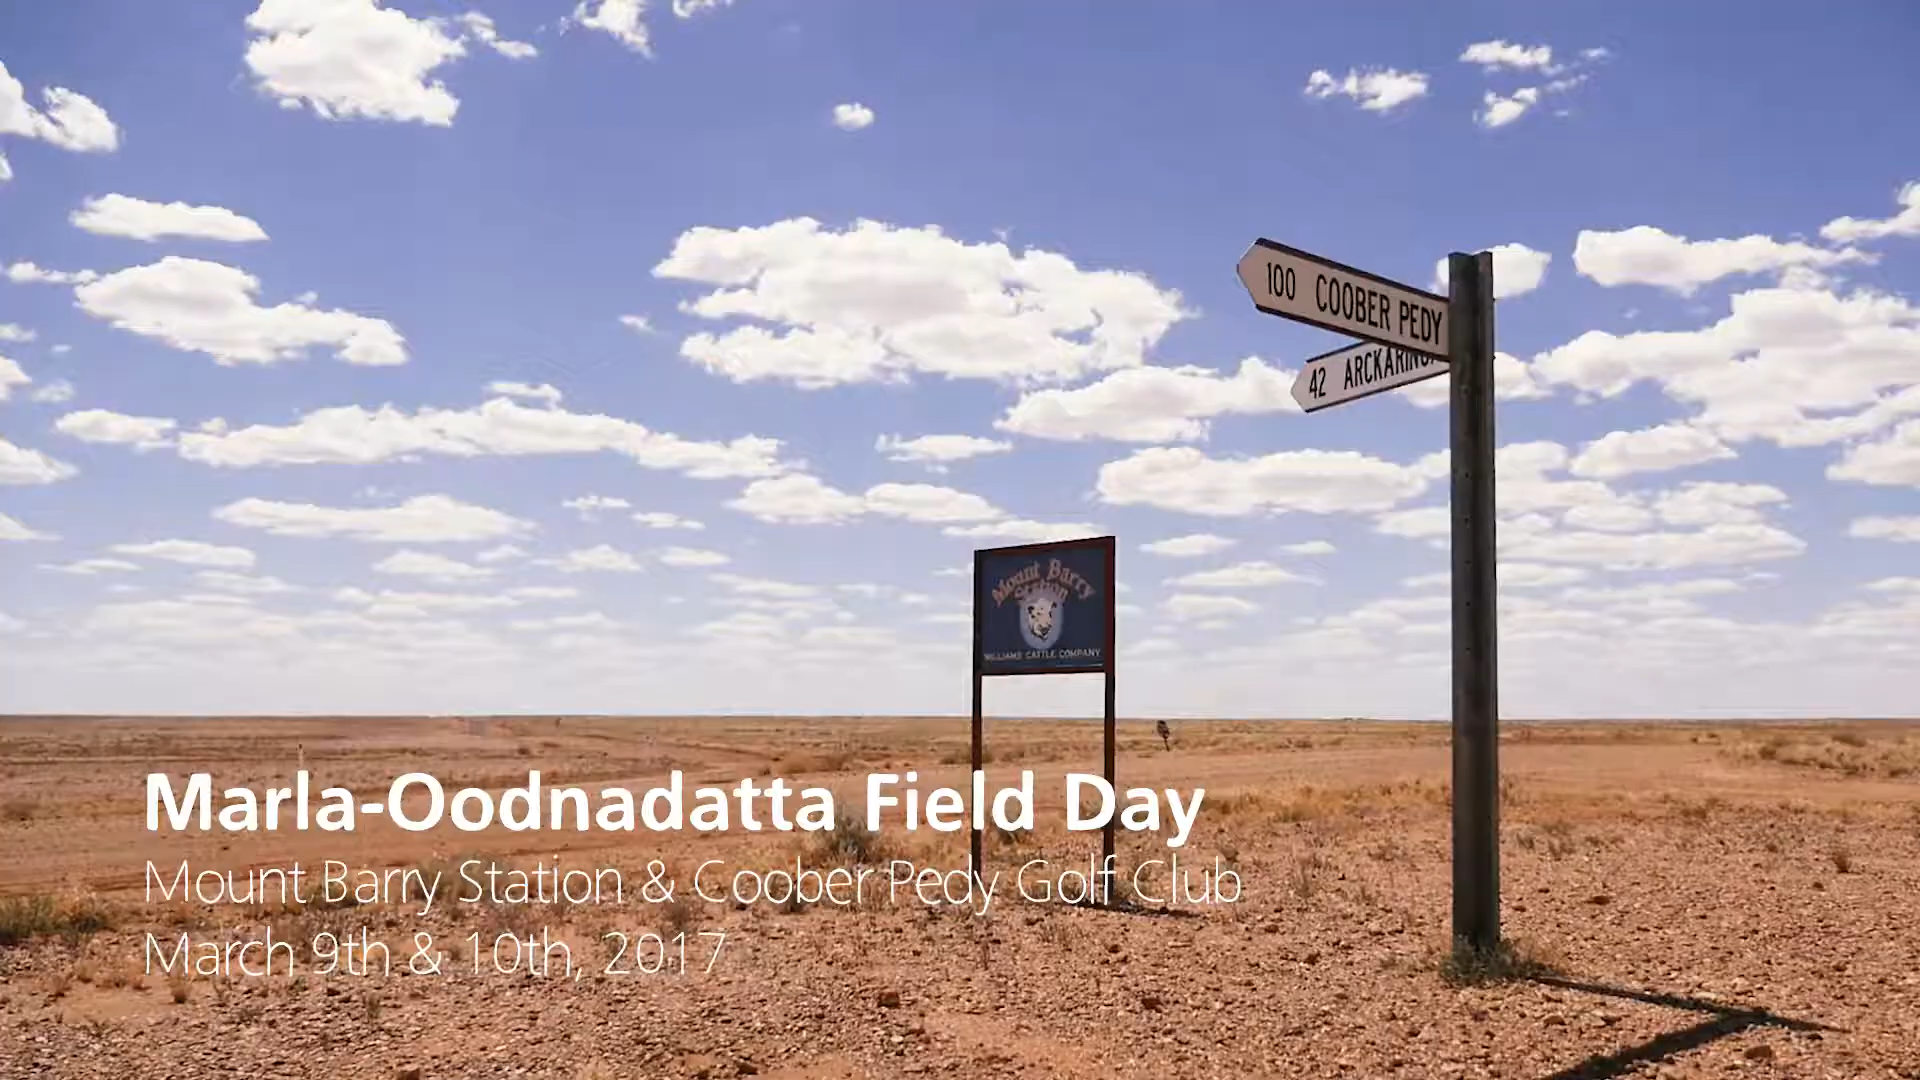 100 COOBER PEDY
42 ARCKARING
Mount Barry
Station
WILLIAMS CATTLE COMPANY
Marla-Oodnadatta Field Day
Mount Barry Station & Coober Pedy Golf Club
March 9th & 10th, 2017